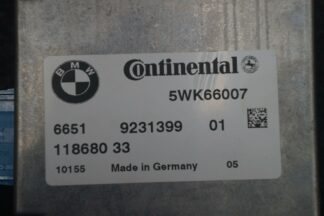 BMW
Continental
5WK66007
6651 9231399 01
118680 33
10155 Made in Germany 05